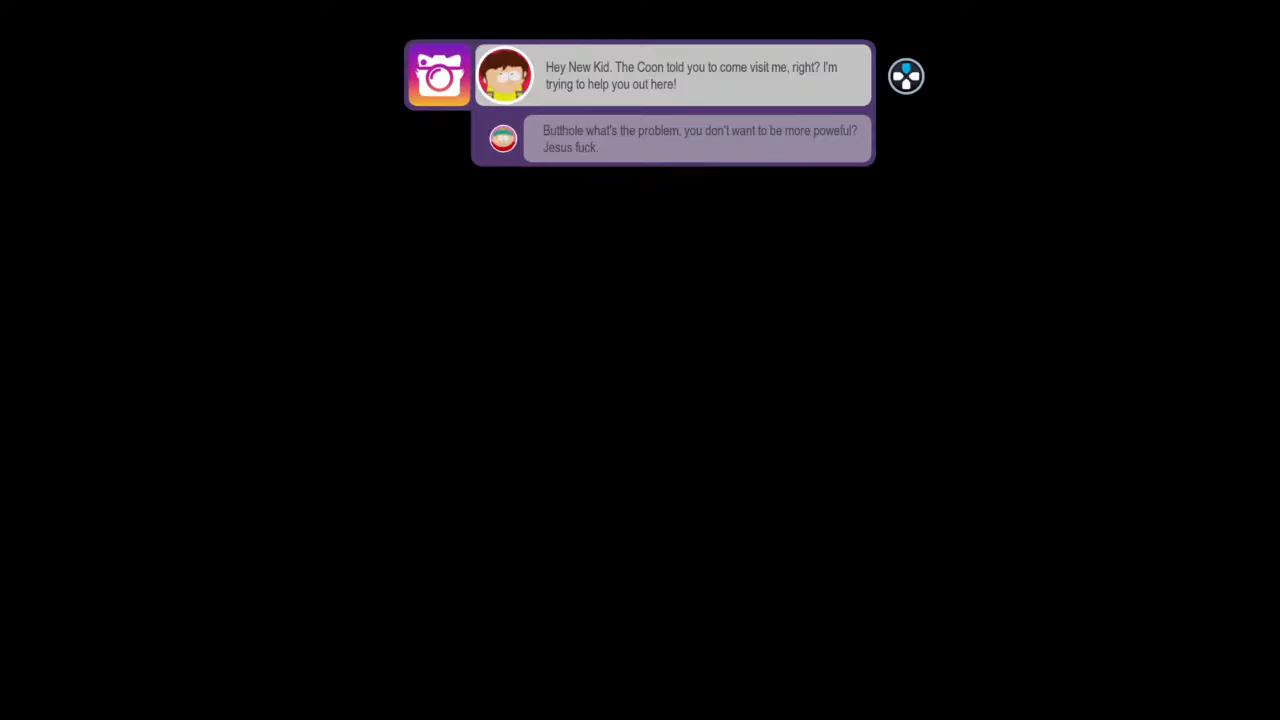 Hey New Kid. The Coon told you to come visit me, right? I'm
trying to help you out here!
Butthole what's the problem, you don't want to be more poweful?
Jesus fuck.